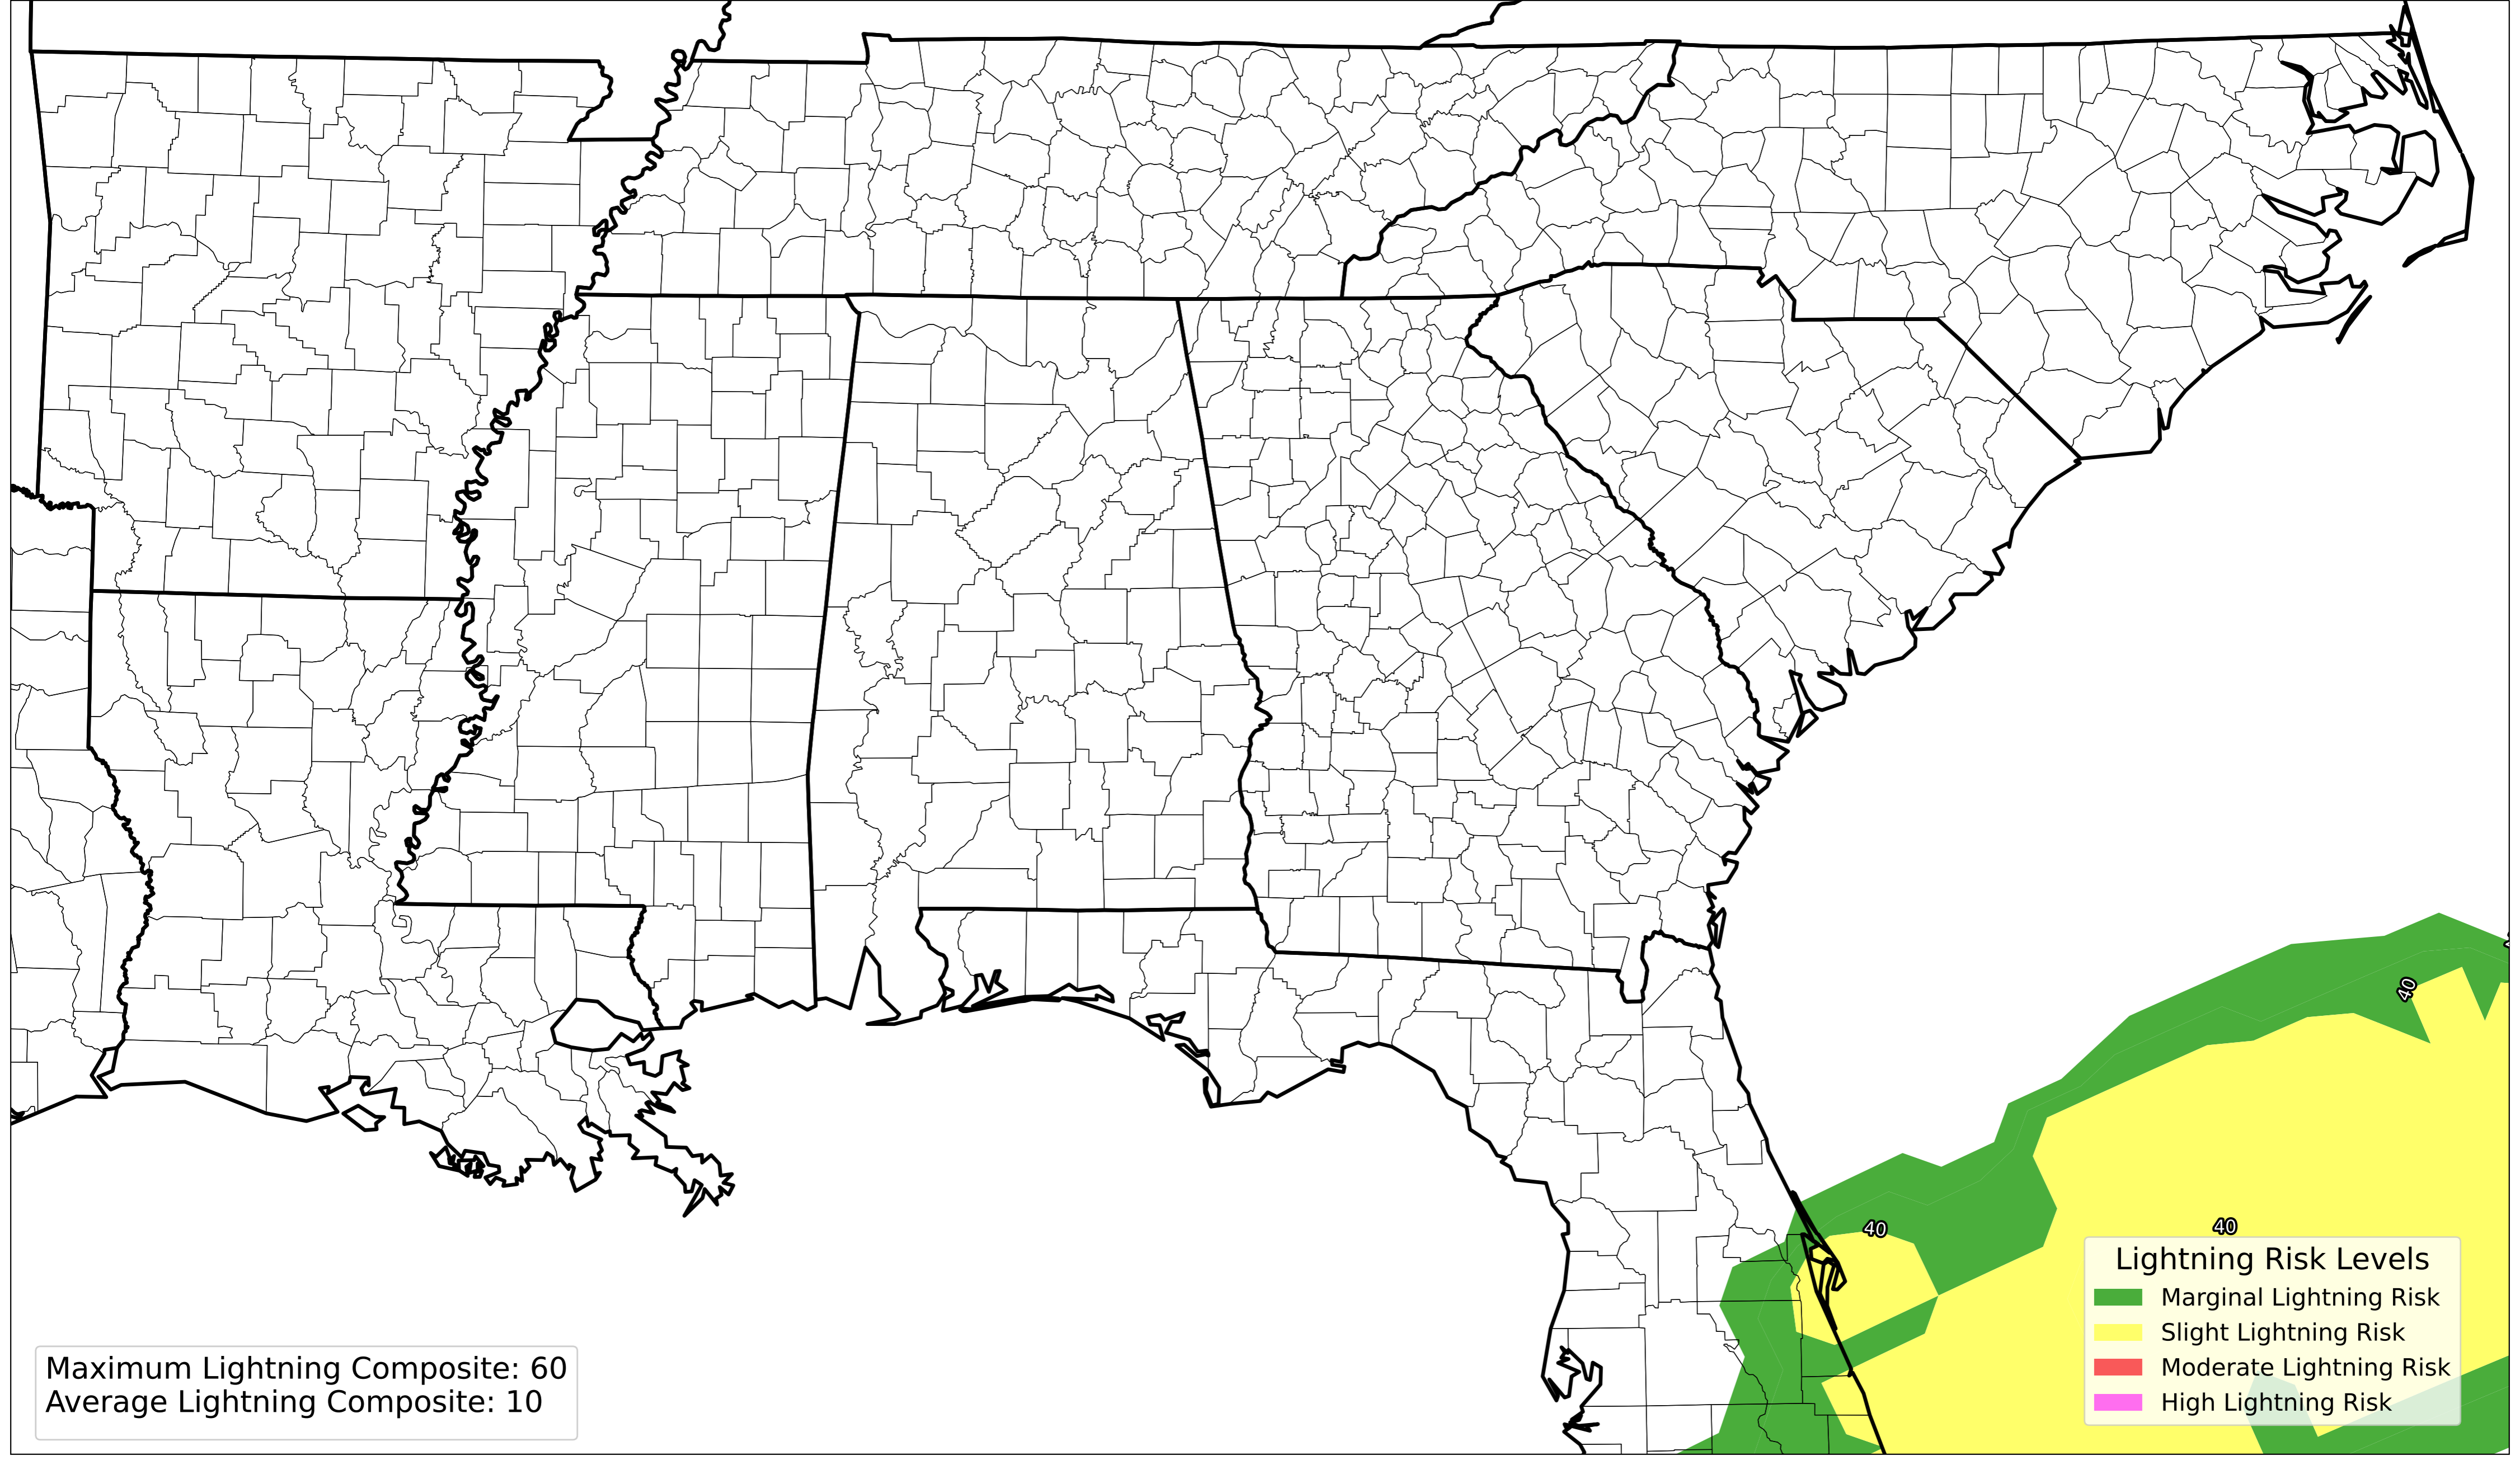 40
40
40
Lightning Risk Levels
Marginal Lightning Risk
Slight Lightning Risk
Moderate Lightning Risk
High Lightning Risk
Maximum Lightning Composite: 60
Average Lightning Composite: 10